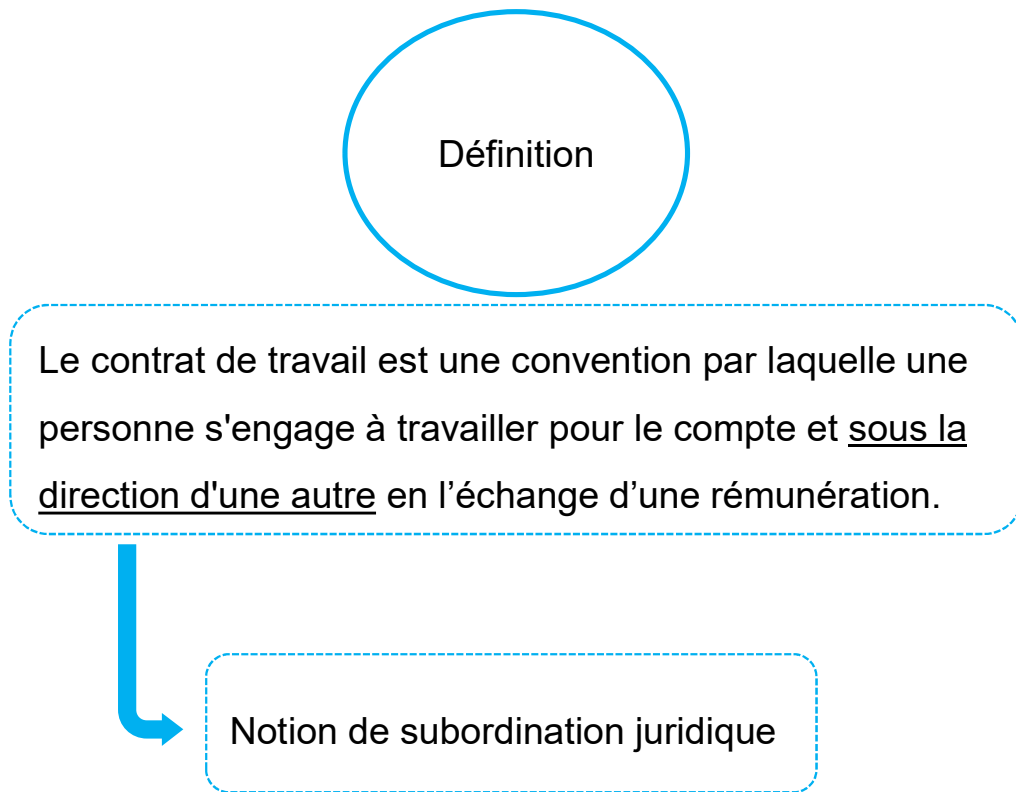 Définition
Le contrat de travail est une convention par laquelle une
personne s'engage à travailler pour le compte et sous la
direction d'une autre en l’échange d’une rémunération.
Notion de subordination juridique